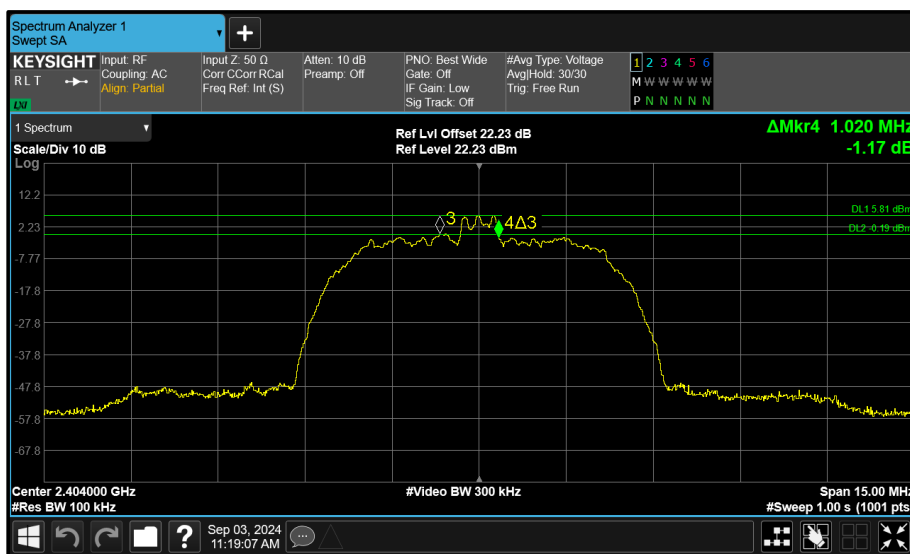 Spectrum Analyzer 1
Swept SA
KEYSIGHT
RLT
LXI
Input: RF
Coupling: AC
Align: Partial
Input Z: 50 Ω
Corr CCorr RCal
Freq Ref: Int (S)
Atten: 10 dB
Preamp: Off
PNO: Best Wide
Gate: Off
IF Gain: Low
Sig Track: Off
#Avg Type: Voltage
Avg|Hold: 30/30
Trig: Free Run
1 2 3 4 5 6
M W W W W W
P N N N N N
1 Spectrum
Scale/Div 10 dB
Log
Ref Lvl Offset 22.23 dB
Ref Level 22.23 dBm
ΔMkr4 1.020 MHz
-1.17 dB
12.2
2.23
-7.77
-17.8
-27.8
-37.8
-47.8
-57.8
-67.8
3
4Δ3
DL1 5.81 dBm
DL2 -0.19 dBm
Center 2.404000 GHz
#Res BW 100 kHz
#Video BW 300 kHz
Span 15.00 MHz
#Sweep 1.00 s (1001 pts
?
Sep 03, 2024
11:19:07 AM